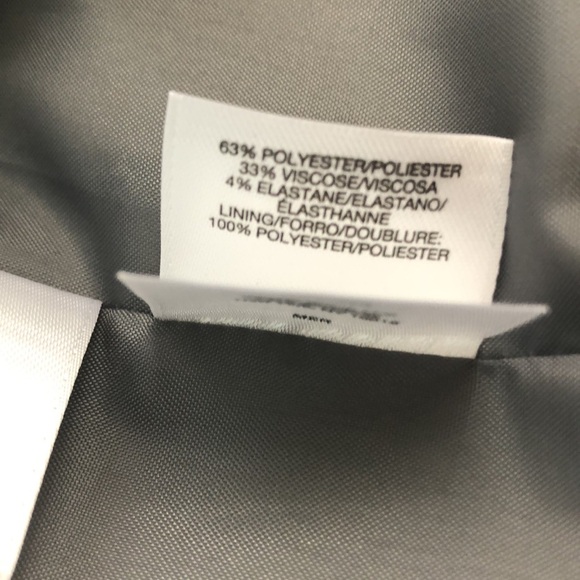 63% POLYESTER/POLIESTER
33% VISCOSE/VISCOSA
4% ELASTANE/ELASTANO/
ÉLASTHANNE
LINING/FORRO/DOUBLURE:
100% POLYESTER/POLIESTER